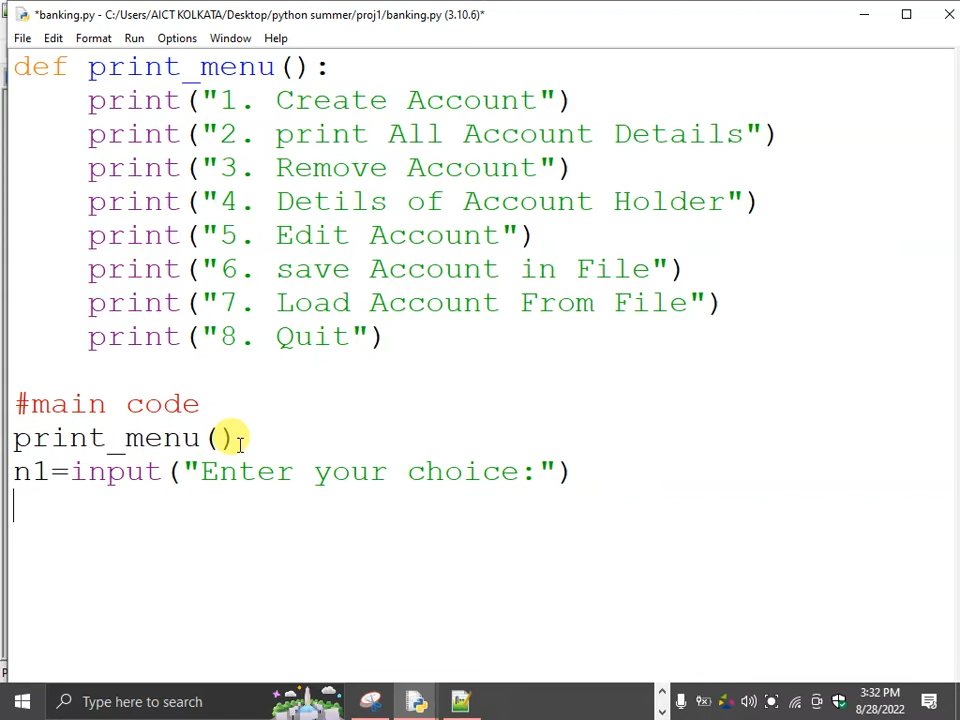 *banking.py - C:/Users/AICT KOLKATA/Desktop/python summer/proj1/banking.py (3.10.6)*
File Edit Format Run Options Window Help
def print_menu():
    print("1. Create Account")
    print("2. print All Account Details")
    print("3. Remove Account")
    print("4. Detils of Account Holder")
    print("5. Edit Account")
    print("6. save Account in File")
    print("7. Load Account From File")
    print("8. Quit")
#main code
print_menu()
n1=input("Enter your choice:")
Type here to search
3:32 PM
8/28/2022